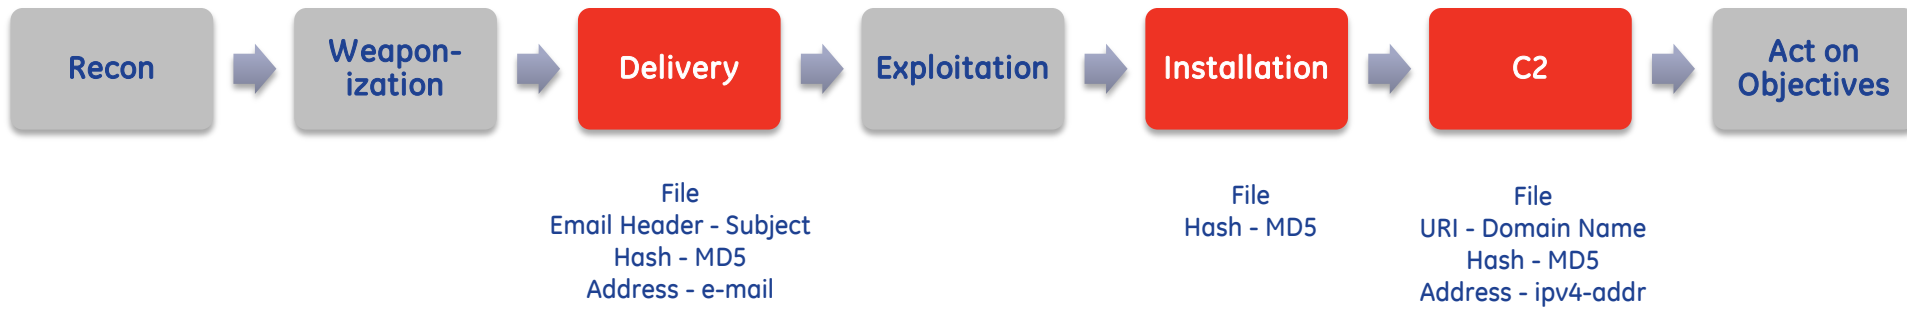 Recon
Weapon-
ization
Delivery
Exploitation
Installation
C2
Act on
Objectives
File
Email Header - Subject
Hash - MD5
Address - e-mail
File
Hash - MD5
File
URI - Domain Name
Hash - MD5
Address - ipv4-addr